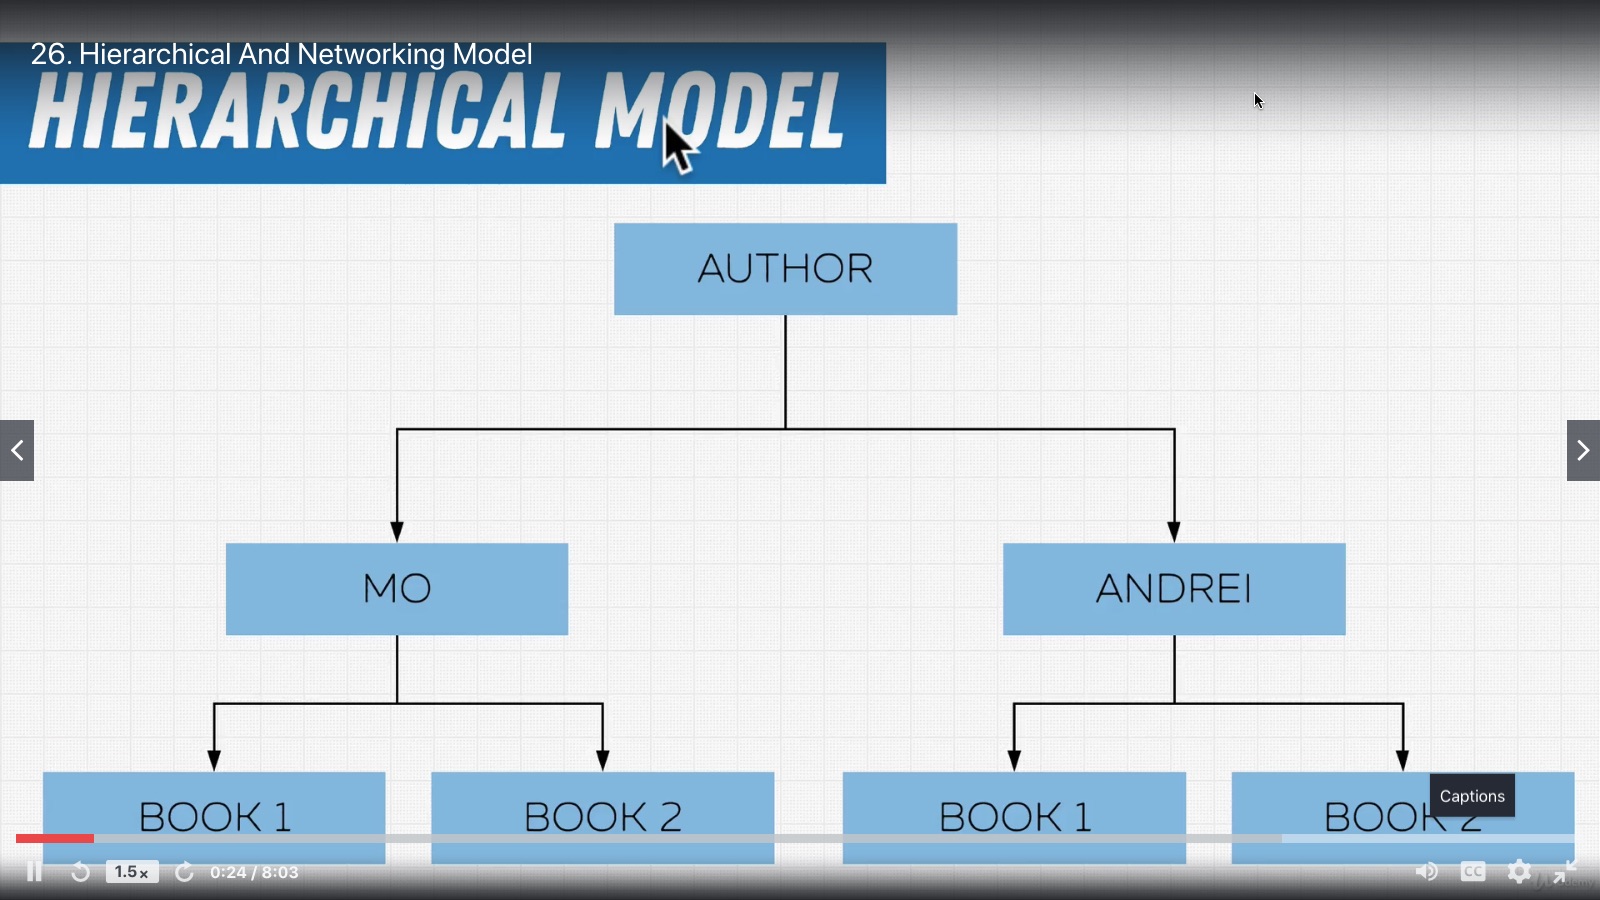 26. Hierarchical And Networking Model
HIERARCHICAL MODEL
AUTHOR
MO
ANDREI
BOOK 1
BOOK 2
BOOK 1
BOOK 2
Captions
1.5x
0:24 / 8:03
CC